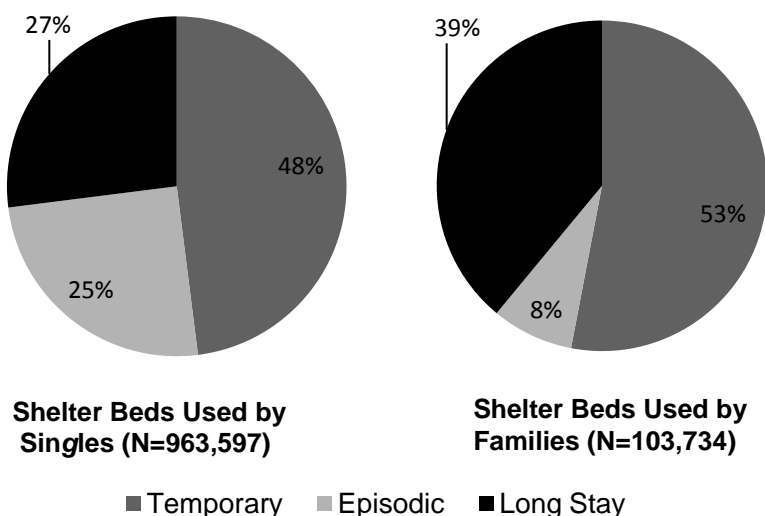 27%
48%
25%
39%
53%
8%
Shelter Beds Used by
Singles (N=963,597)
Shelter Beds Used by
Families (N=103,734)
Temporary Episodic Long Stay